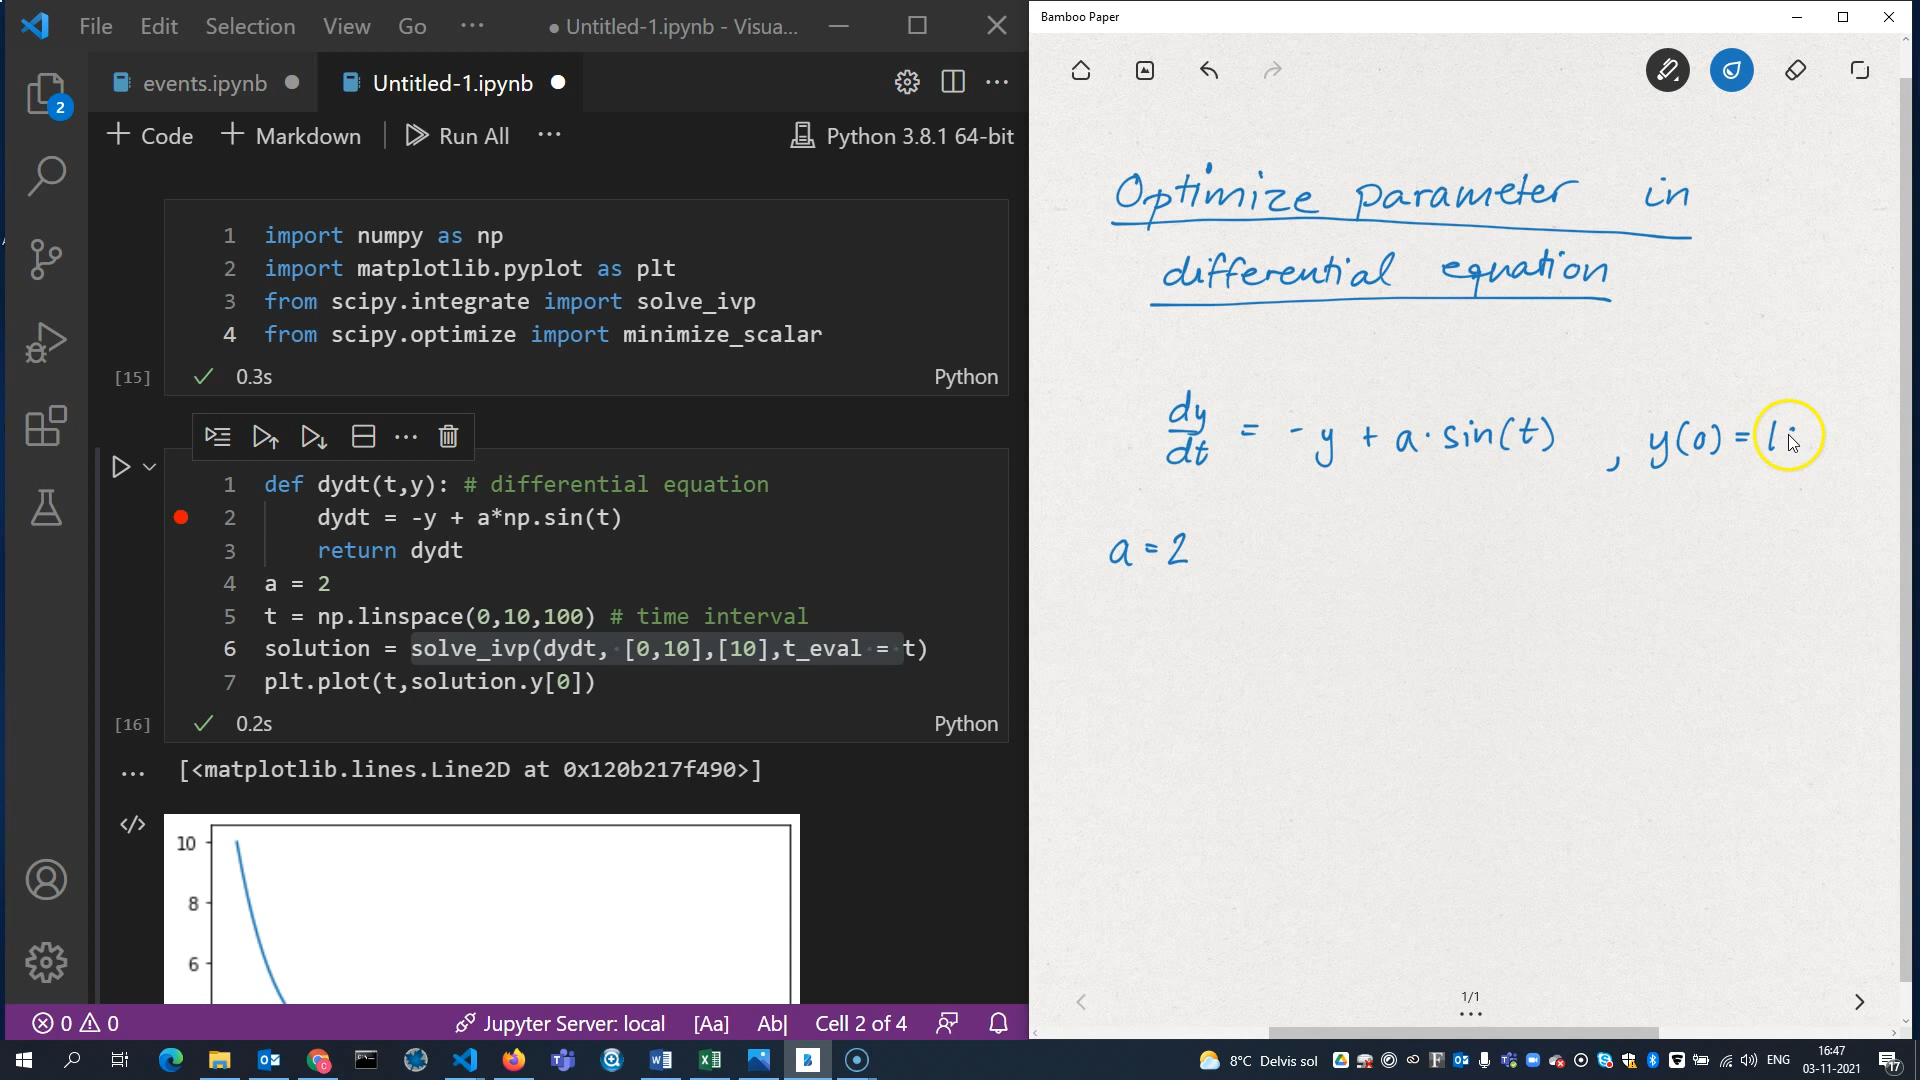 File Edit Selection View Go ··· ● Untitled-1.ipynb - Visua...
events.ipynb ● Untitled-1.ipynb ●
+ Code + Markdown Run All ··· Python 3.8.1 64-bit
2
1 import numpy as np
2 import matplotlib.pyplot as plt
3 from scipy.integrate import solve_ivp
4 from scipy.optimize import minimize_scalar
[15] ✓ 0.3s Python
1 def dydt(t,y): # differential equation
2 dydt = -y + a*np.sin(t)
3 return dydt
4 a = 2
5 t = np.linspace(0,10,100) # time interval
6 solution = solve_ivp(dydt, [0,10],[10],t_eval = t)
7 plt.plot(t,solution.y[0])
[16] ✓ 0.2s Python
[<matplotlib.lines.Line2D at 0x120b217f490>]
10
8
6
0 0 Jupyter Server: local [Aa] Ab| Cell 2 of 4
Bamboo Paper
Optimize parameter in
differential equation
dy/dt = -y + a·sin(t) , y(0) =
a = 2
1/1
8°C Delvis sol ENG 16:47
03-11-2021
17